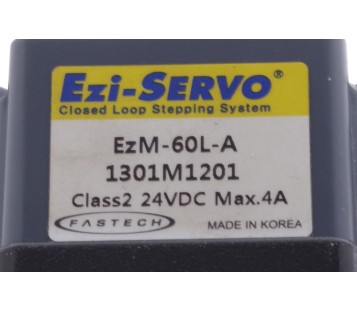 Ezi-SERVO®
Closed Loop Stepping System
EzM-60L-A
1301M1201
Class2 24VDC Max.4A
FASTECH MADE IN KOREA